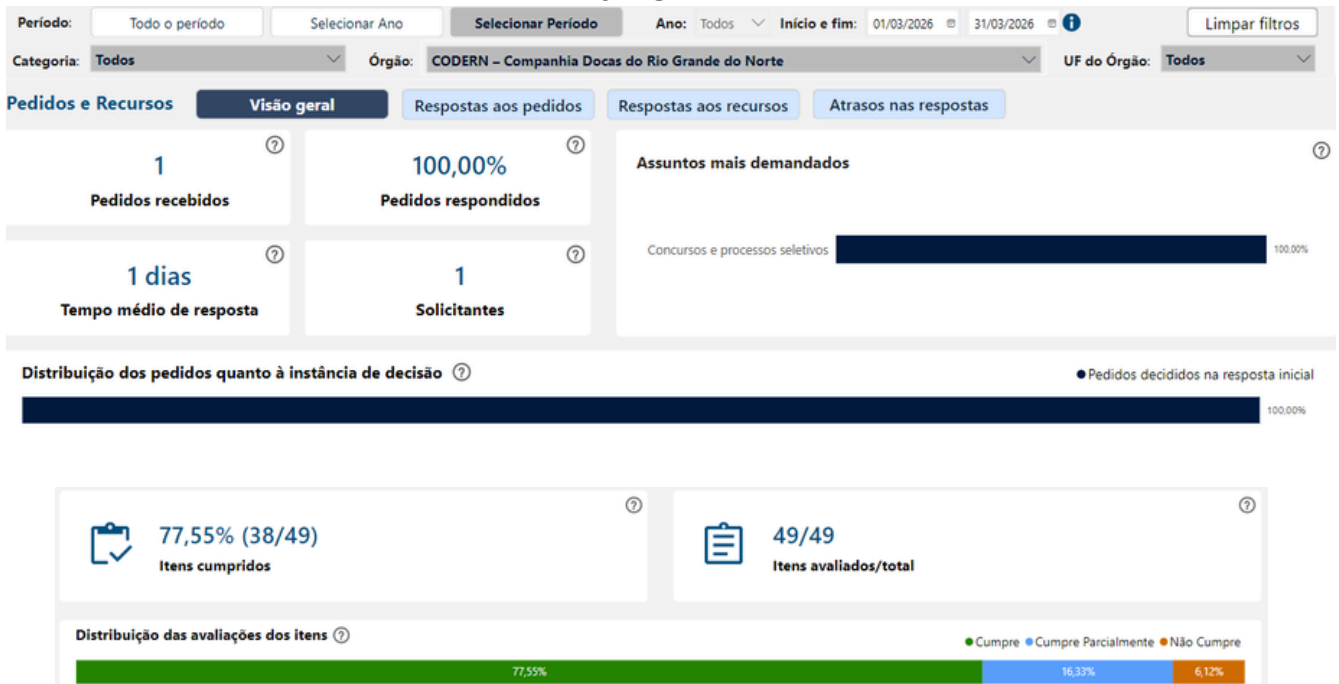 Período: Todo o período Selecionar Ano Selecionar Período Ano: Todos Início e fim: 01/03/2026 31/03/2026 Limpar filtros
Categoria: Todos Órgão: CODERN – Companhia Docas do Rio Grande do Norte UF do Órgão: Todos
Pedidos e Recursos Visão geral Respostas aos pedidos Respostas aos recursos Atrasos nas respostas
1
Pedidos recebidos
100,00%
Pedidos respondidos
1 dias
Tempo médio de resposta
1
Solicitantes
Assuntos mais demandados
Concursos e processos seletivos 100,00%
Distribuição dos pedidos quanto à instância de decisão
Pedidos decididos na resposta inicial
100,00%
77,55% (38/49)
Itens cumpridos
49/49
Itens avaliados/total
Distribuição das avaliações dos itens
Cumpre Cumpre Parcialmente Não Cumpre
77,55% 16,33% 6,12%